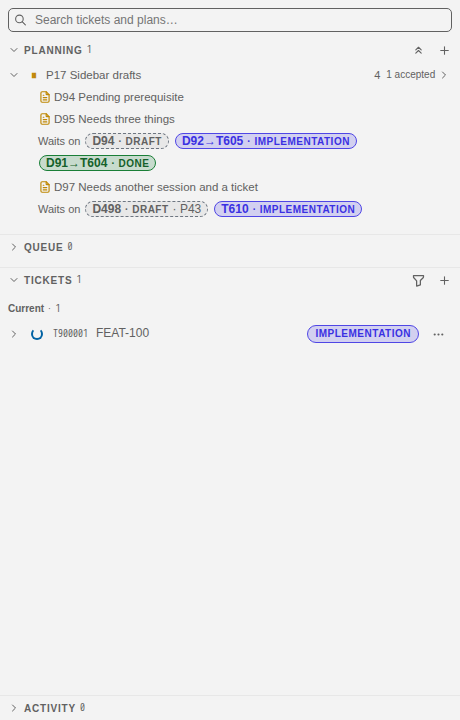 Search tickets and plans…
PLANNING 1
P17 Sidebar drafts 4 1 accepted
D94 Pending prerequisite
D95 Needs three things
Waits on D94 · DRAFT D92→T605 · IMPLEMENTATION
D91→T604 · DONE
D97 Needs another session and a ticket
Waits on D498 · DRAFT · P43 T610 · IMPLEMENTATION
QUEUE 0
TICKETS 1
Current · 1
T900001 FEAT-100 IMPLEMENTATION
ACTIVITY 0